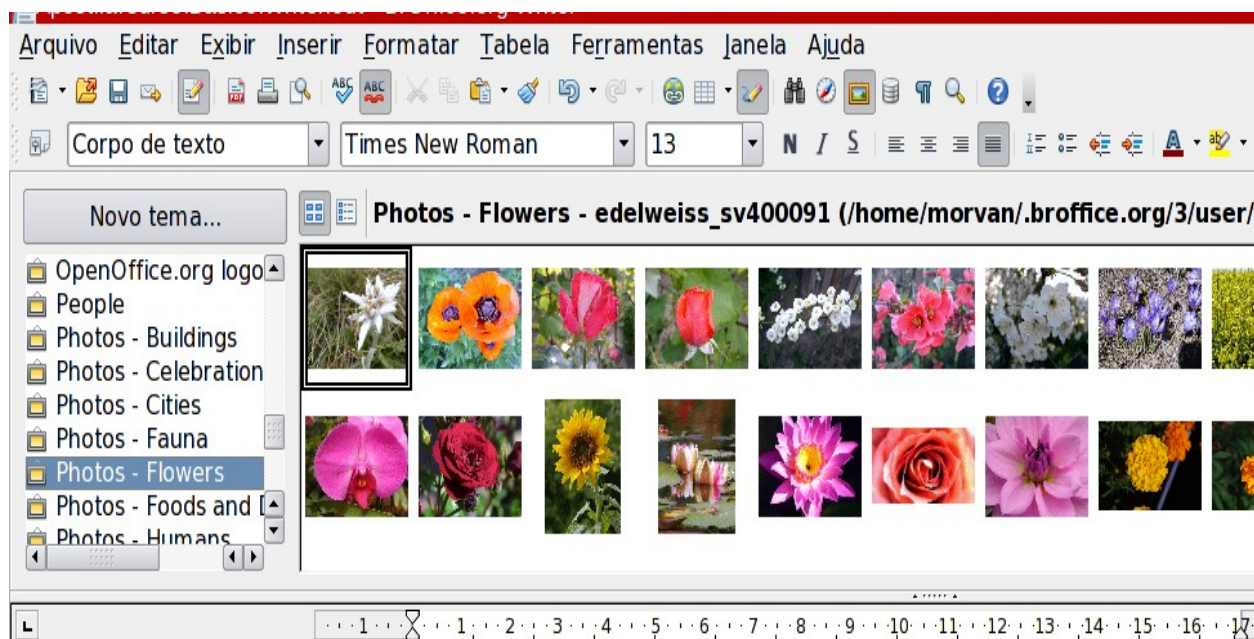 Arquivo Editar Exibir Inserir Formatar Tabela Ferramentas Janela Ajuda
Corpo de texto Times New Roman 13 N I S A
Novo tema... Photos - Flowers - edelweiss_sv400091 (/home/morvan/.broffice.org/3/user/
OpenOffice.org logo
People
Photos - Buildings
Photos - Celebration
Photos - Cities
Photos - Fauna
Photos - Flowers
Photos - Foods and
Photos - Humans
1 1 2 3 4 5 6 7 8 9 10 11 12 13 14 15 16 17